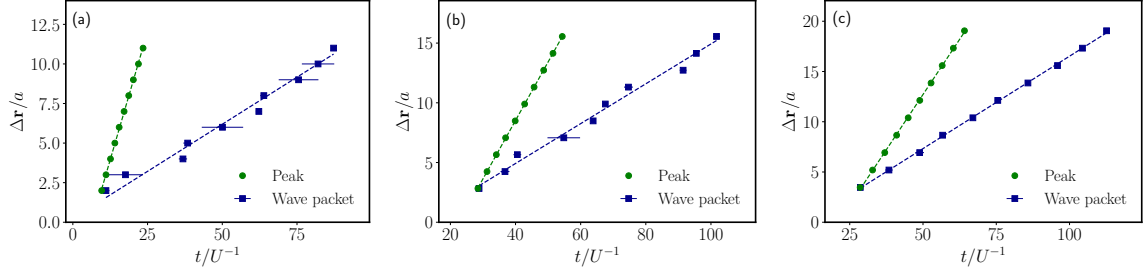 (a)
12.5
10.0
7.5
5.0
2.5
0.0
Δr/a
0 25 50 75
t/U⁻¹
Peak
Wave packet
(b)
15
10
5
0
Δr/a
20 40 60 80 100
t/U⁻¹
Peak
Wave packet
(c)
20
15
10
5
0
Δr/a
25 50 75 100
t/U⁻¹
Peak
Wave packet